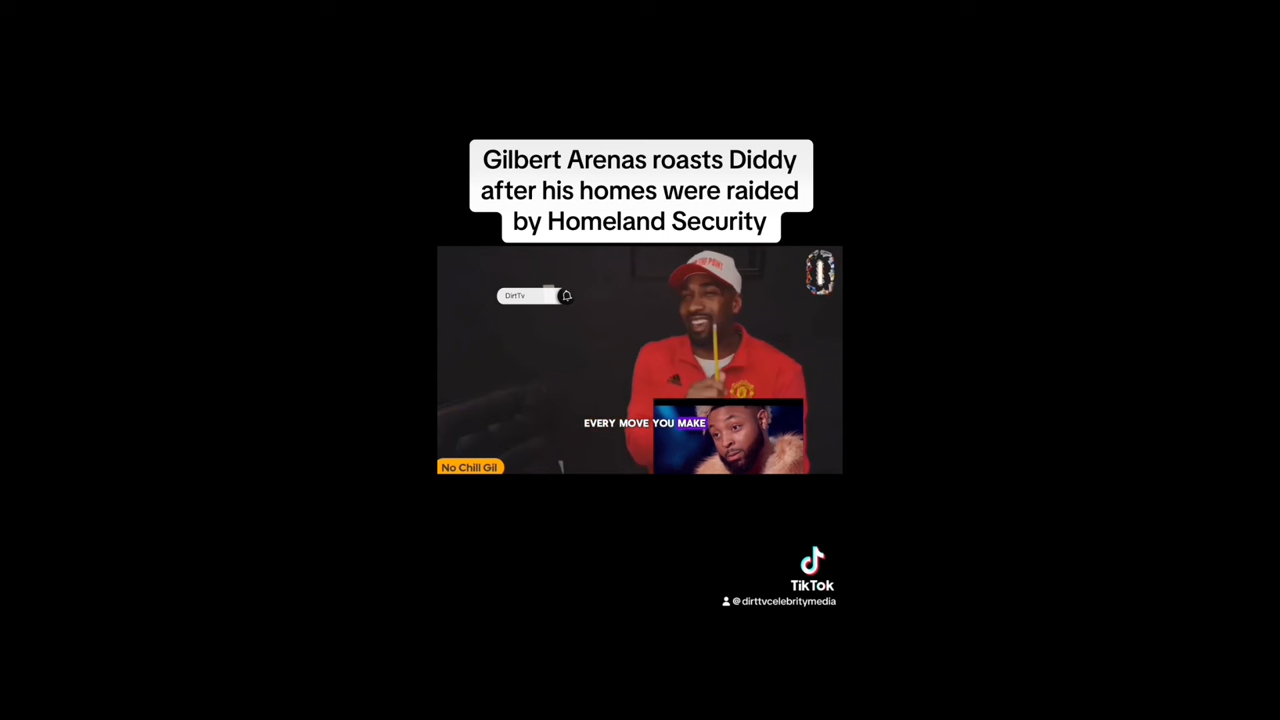 Gilbert Arenas roasts Diddy
after his homes were raided
by Homeland Security
DirtTv
EVERY MOVE YOU MAKE
No Chill Gil
TikTok
@dirttvcelebritymedia